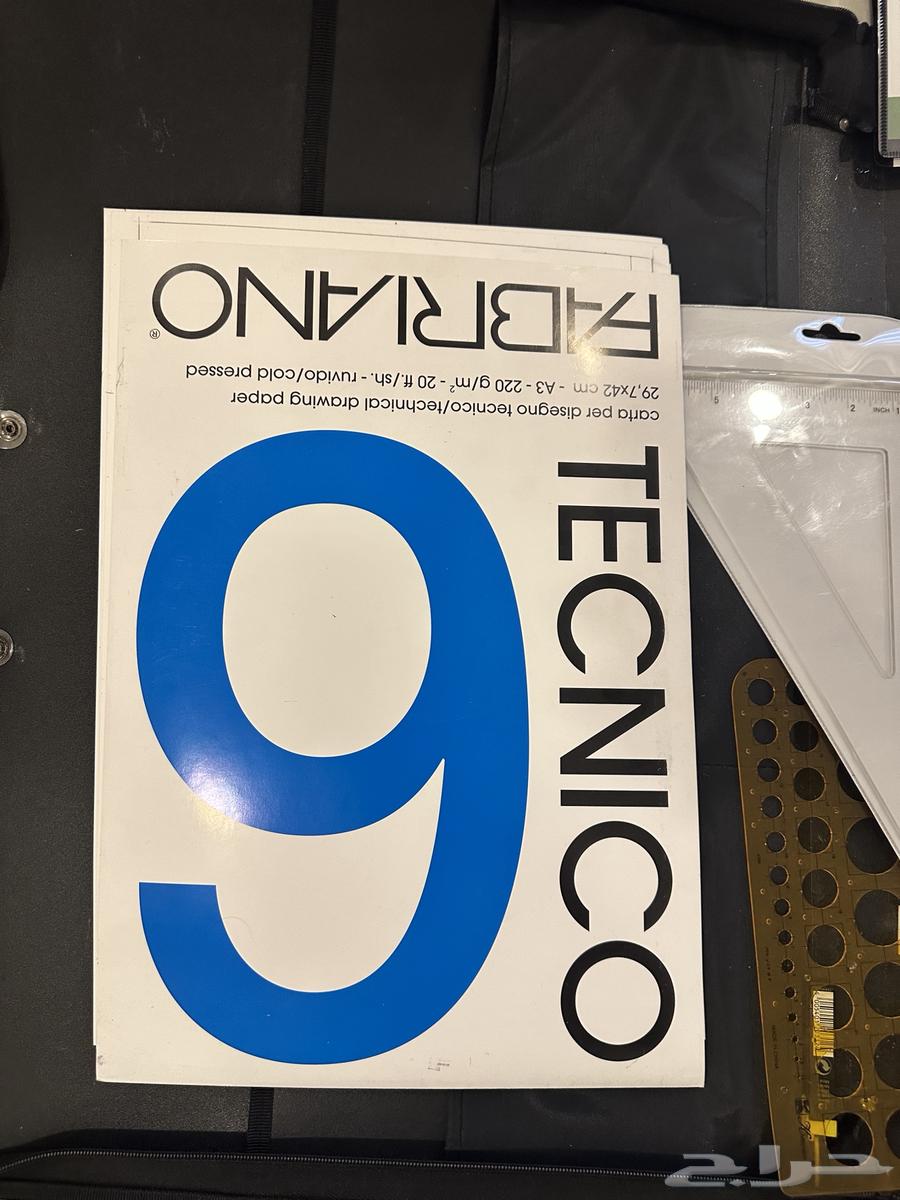 TECNICO
6
carta per disegno tecnico/technical drawing paper
29,7x42 cm - A3 - 220 g/m² - 20 ff./sh. - ruvido/cold pressed
FABRIANO®
5 3 2 INCH 1
حراج